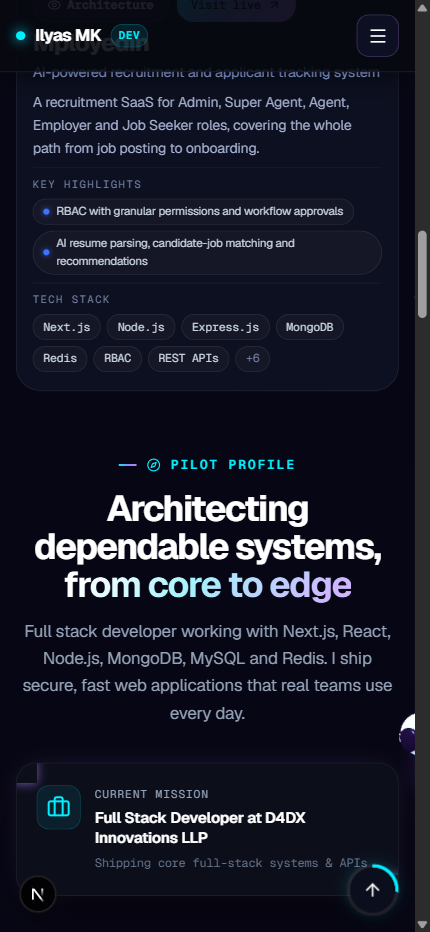 Architecture
Visit live
Ilyas MK
DEV
Mployedin
AI-powered recruitment and applicant tracking system
A recruitment SaaS for Admin, Super Agent, Agent,
Employer and Job Seeker roles, covering the whole
path from job posting to onboarding.
KEY HIGHLIGHTS
RBAC with granular permissions and workflow approvals
AI resume parsing, candidate-job matching and
recommendations
TECH STACK
Next.js
Node.js
Express.js
MongoDB
Redis
RBAC
REST APIs
+6
PILOT PROFILE
Architecting
dependable systems,
from core to edge
Full stack developer working with Next.js, React,
Node.js, MongoDB, MySQL and Redis. I ship
secure, fast web applications that real teams use
every day.
CURRENT MISSION
Full Stack Developer at D4DX
Innovations LLP
Shipping core full-stack systems & APIs
N